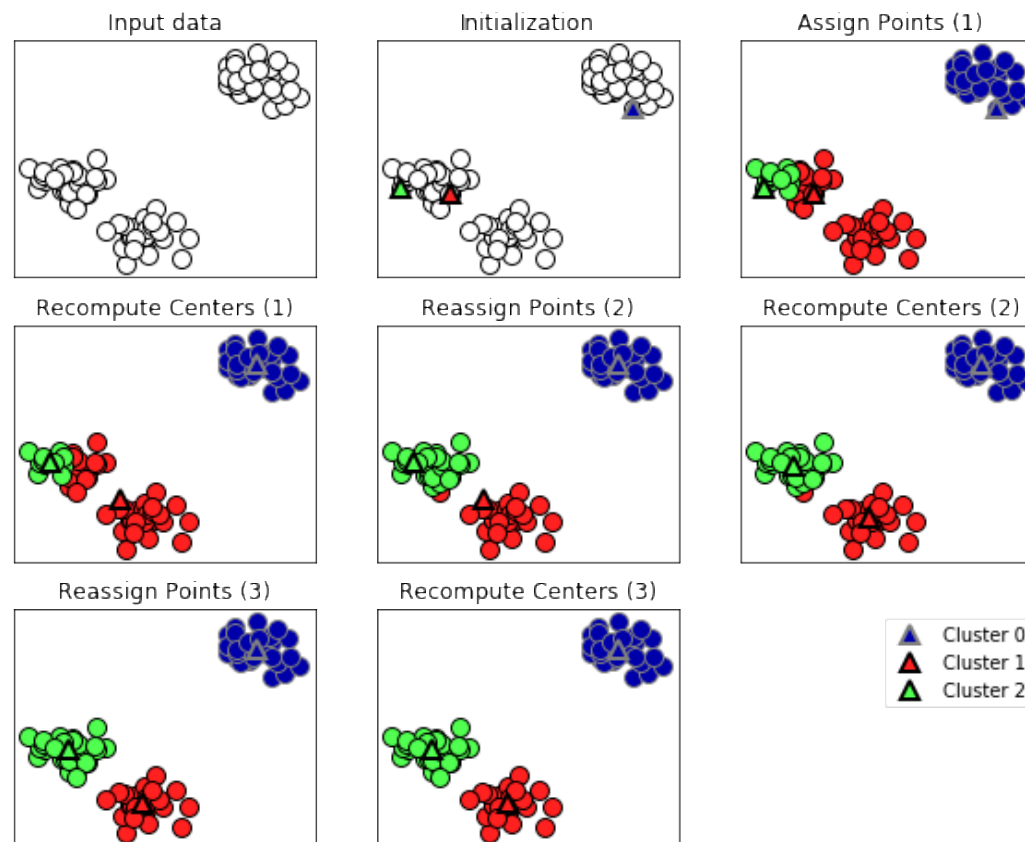 Input data
Initialization
Assign Points (1)
Recompute Centers (1)
Reassign Points (2)
Recompute Centers (2)
Reassign Points (3)
Recompute Centers (3)
Cluster 0
Cluster 1
Cluster 2